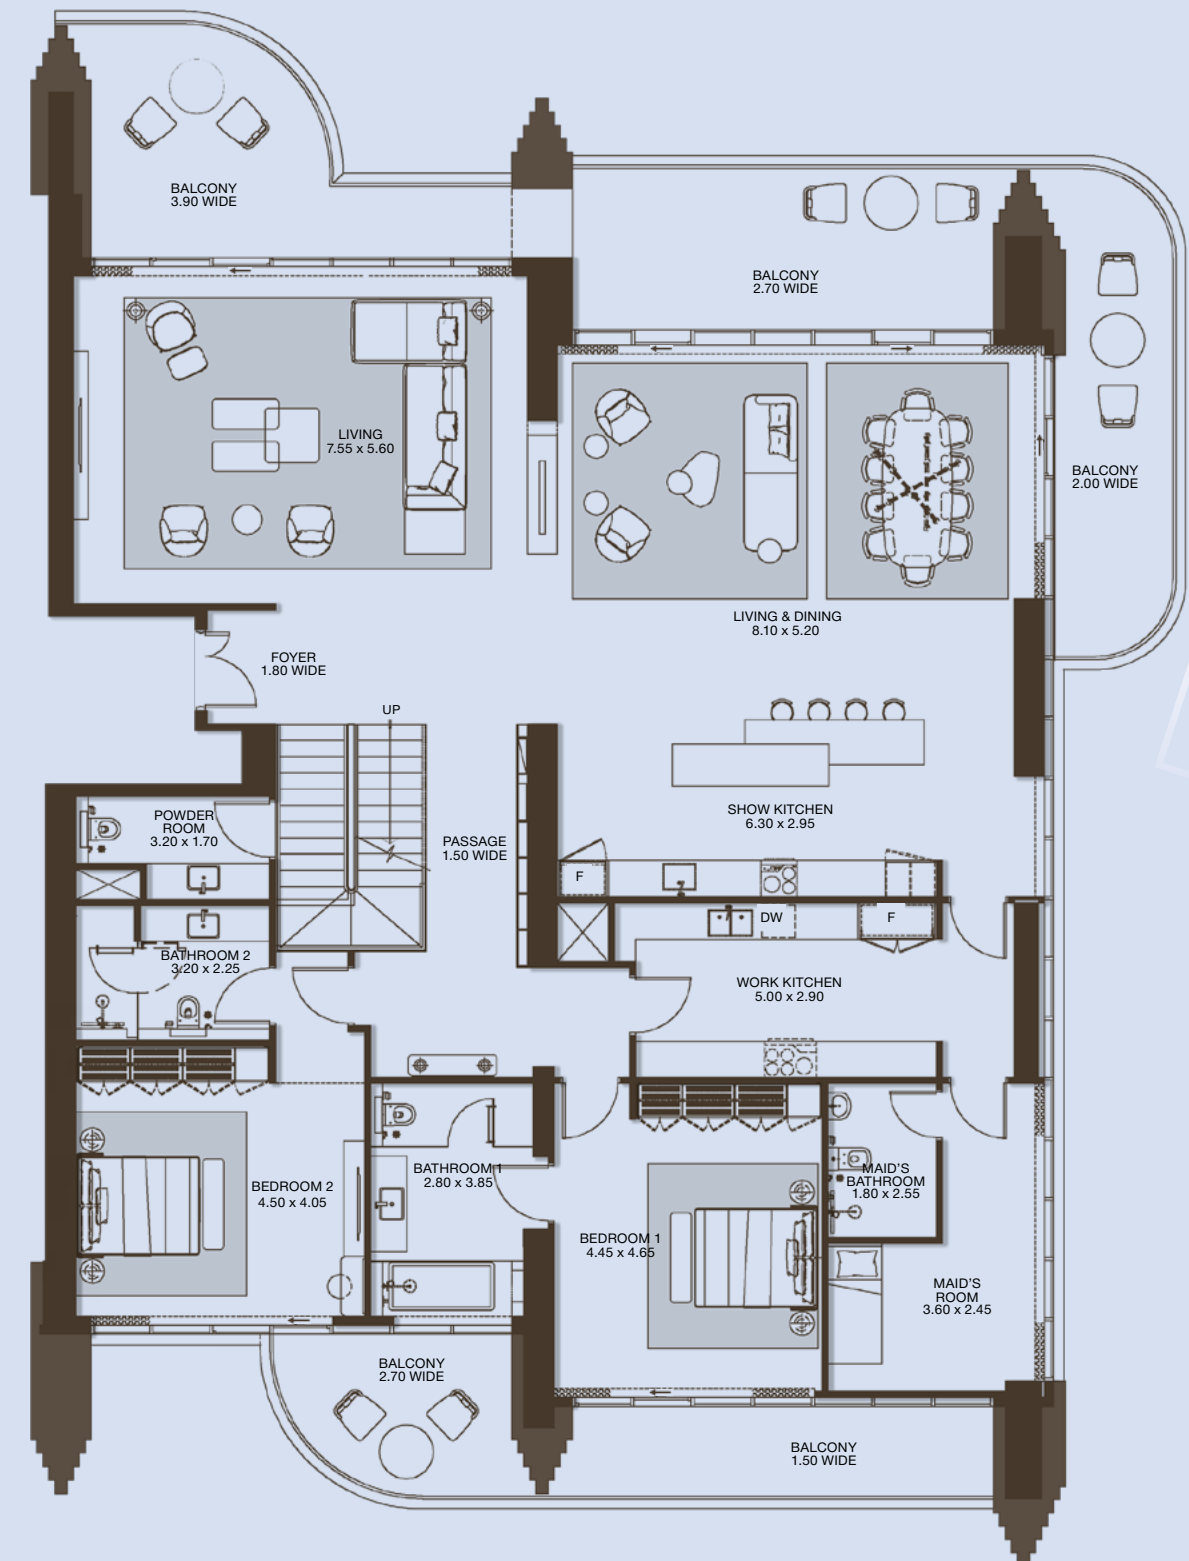 BALCONY
3.90 WIDE
BALCONY
2.70 WIDE
LIVING
7.55 x 5.60
BALCONY
2.00 WIDE
LIVING & DINING
8.10 x 5.20
FOYER
1.80 WIDE
UP
POWDER
ROOM
3.20 x 1.70
PASSAGE
1.50 WIDE
SHOW KITCHEN
6.30 x 2.95
F
DW
F
BATHROOM 2
3.20 x 2.25
WORK KITCHEN
5.00 x 2.90
BEDROOM 2
4.50 x 4.05
BATHROOM 1
2.80 x 3.85
MAID'S
BATHROOM
1.80 x 2.55
BEDROOM 1
4.45 x 4.65
MAID'S
ROOM
3.60 x 2.45
BALCONY
2.70 WIDE
BALCONY
1.50 WIDE